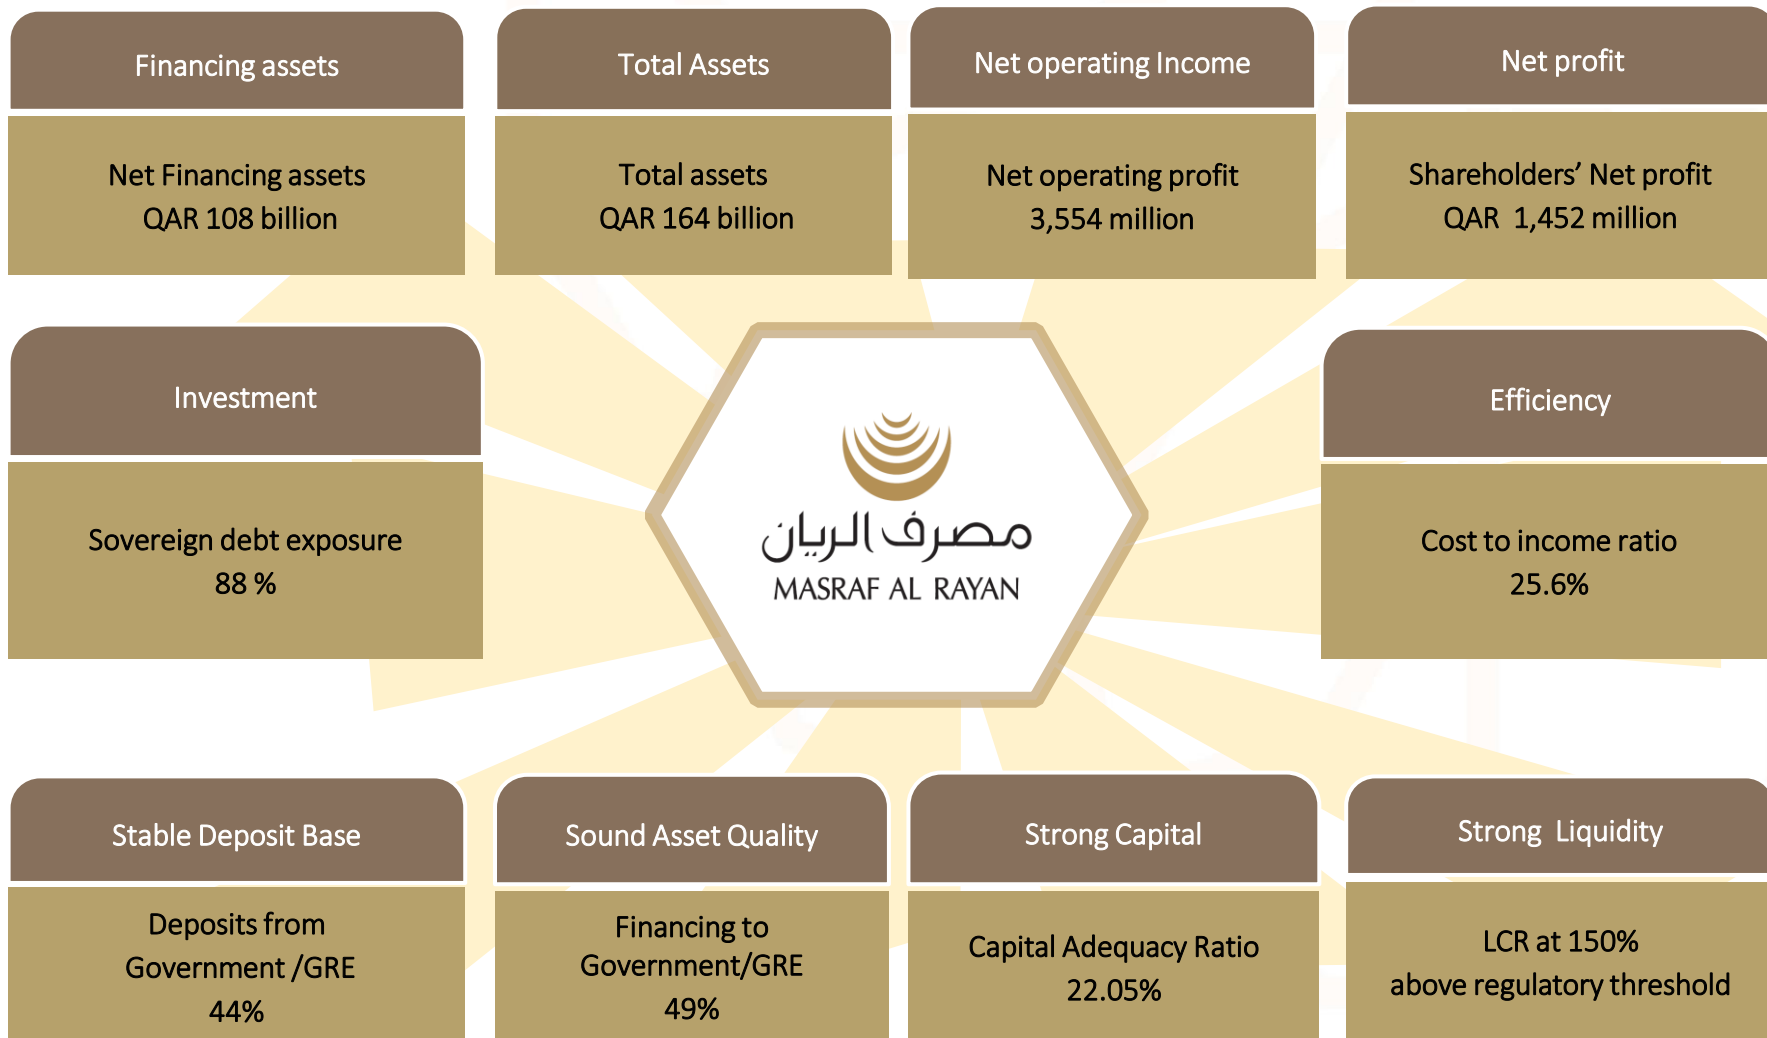 Financing assets
Net Financing assets
QAR 108 billion
Total Assets
Total assets
QAR 164 billion
Net operating Income
Net operating profit
3,554 million
Net profit
Shareholders’ Net profit
QAR 1,452 million
Investment
Sovereign debt exposure
88 %
مصرف الريان
MASRAF AL RAYAN
Efficiency
Cost to income ratio
25.6%
Stable Deposit Base
Deposits from
Government /GRE
44%
Sound Asset Quality
Financing to
Government/GRE
49%
Strong Capital
Capital Adequacy Ratio
22.05%
Strong Liquidity
LCR at 150%
above regulatory threshold